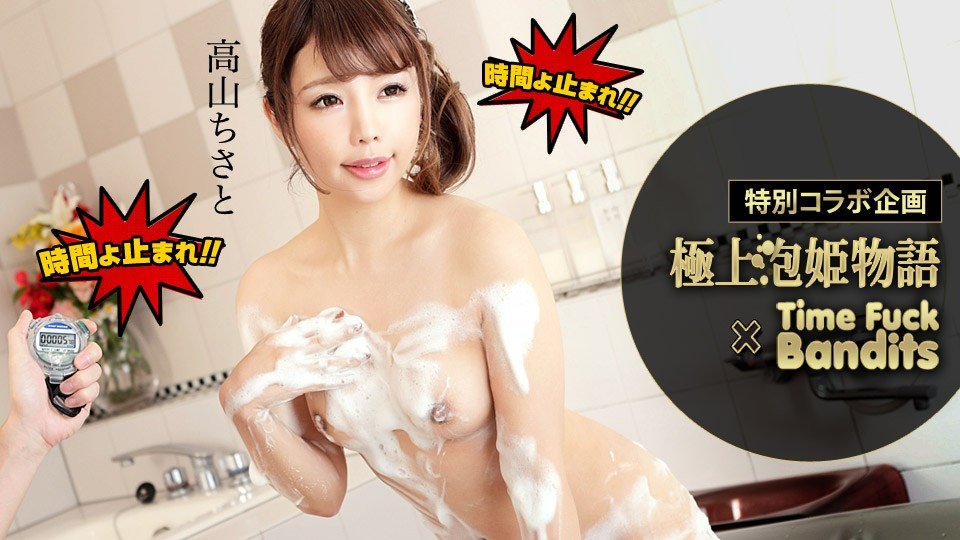 高山ちさと
時間よ止まれ!!
時間よ止まれ!!
特別コラボ企画
極上泡姫物語
×
Time Fuck
Bandits